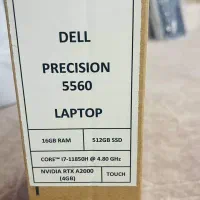 DELL
PRECISION
5560
LAPTOP
16GB RAM
512GB SSD
CORE™ i7-11850H @ 4.80 GHz
NVIDIA RTX A2000
(4GB)
TOUCH